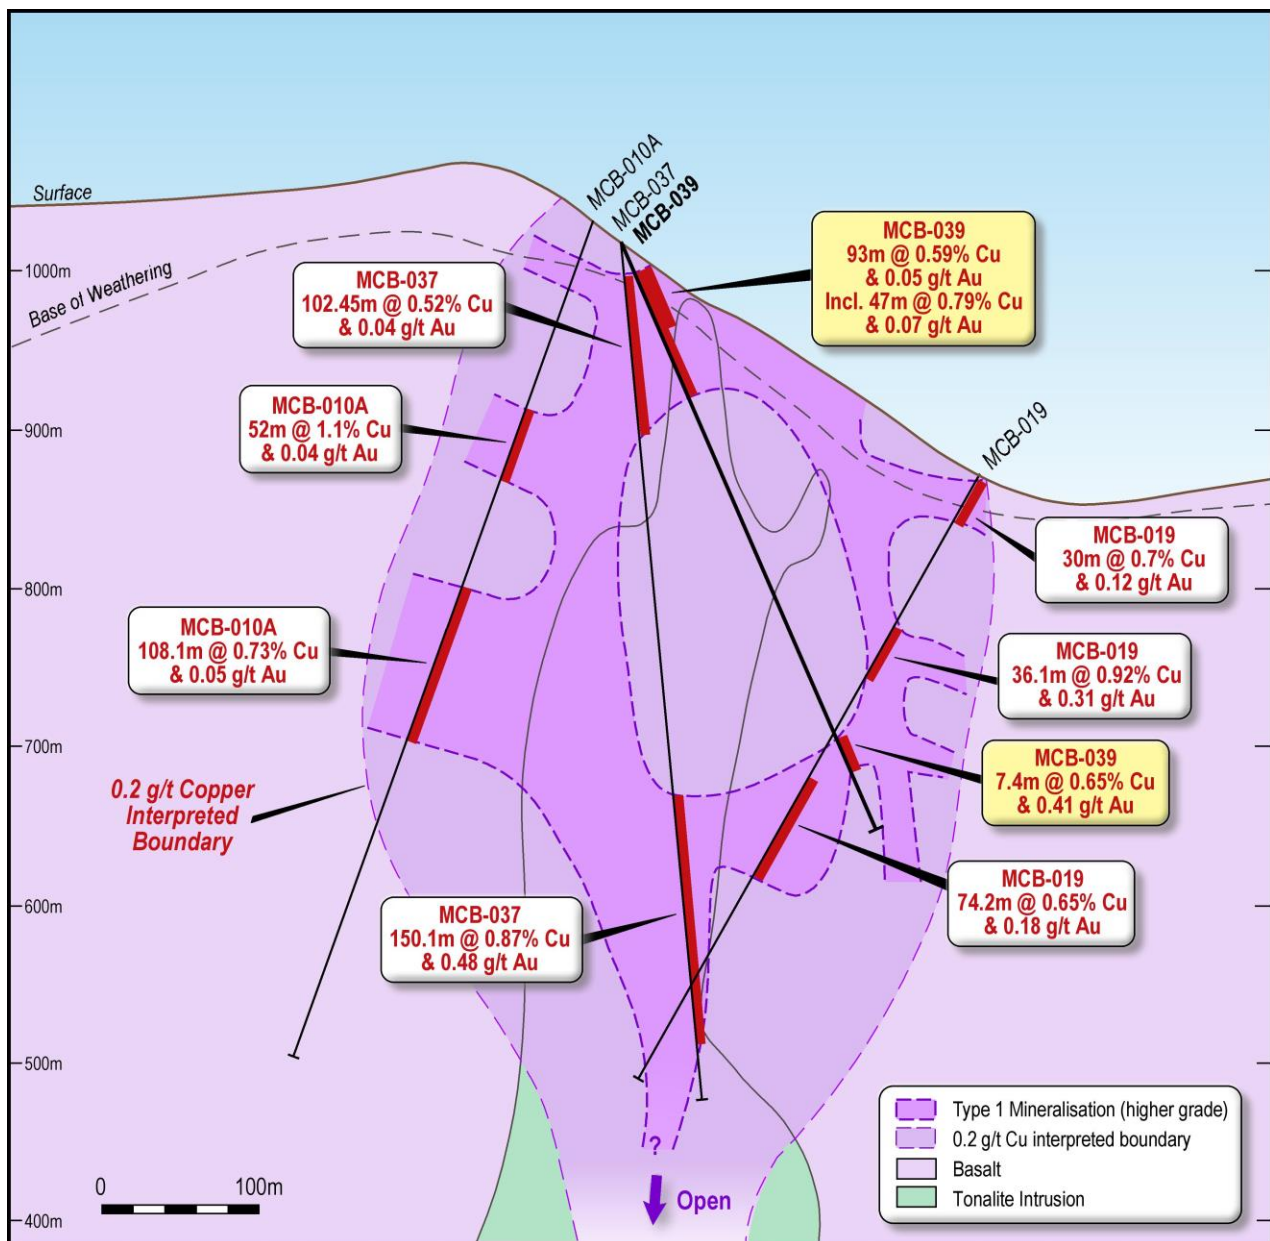 MCB-010A
MCB-037
MCB-039
Surface
Base of Weathering
1000m
900m
800m
700m
600m
500m
400m
MCB-037
102.45m @ 0.52% Cu
& 0.04 g/t Au
MCB-039
93m @ 0.59% Cu
& 0.05 g/t Au
Incl. 47m @ 0.79% Cu
& 0.07 g/t Au
MCB-010A
52m @ 1.1% Cu
& 0.04 g/t Au
MCB-019
MCB-019
30m @ 0.7% Cu
& 0.12 g/t Au
MCB-010A
108.1m @ 0.73% Cu
& 0.05 g/t Au
MCB-019
36.1m @ 0.92% Cu
& 0.31 g/t Au
MCB-039
7.4m @ 0.65% Cu
& 0.41 g/t Au
0.2 g/t Copper
Interpreted
Boundary
MCB-019
74.2m @ 0.65% Cu
& 0.18 g/t Au
MCB-037
150.1m @ 0.87% Cu
& 0.48 g/t Au
?
Open
0 100m
Type 1 Mineralisation (higher grade)
0.2 g/t Cu interpreted boundary
Basalt
Tonalite Intrusion